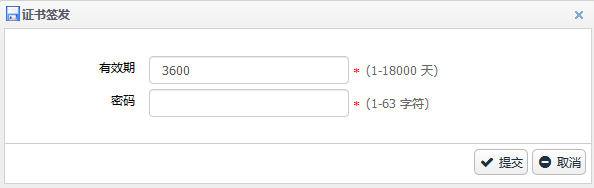 证书签发
有效期 3600 * (1-18000 天)
密码 * (1-63 字符)
提交 取消